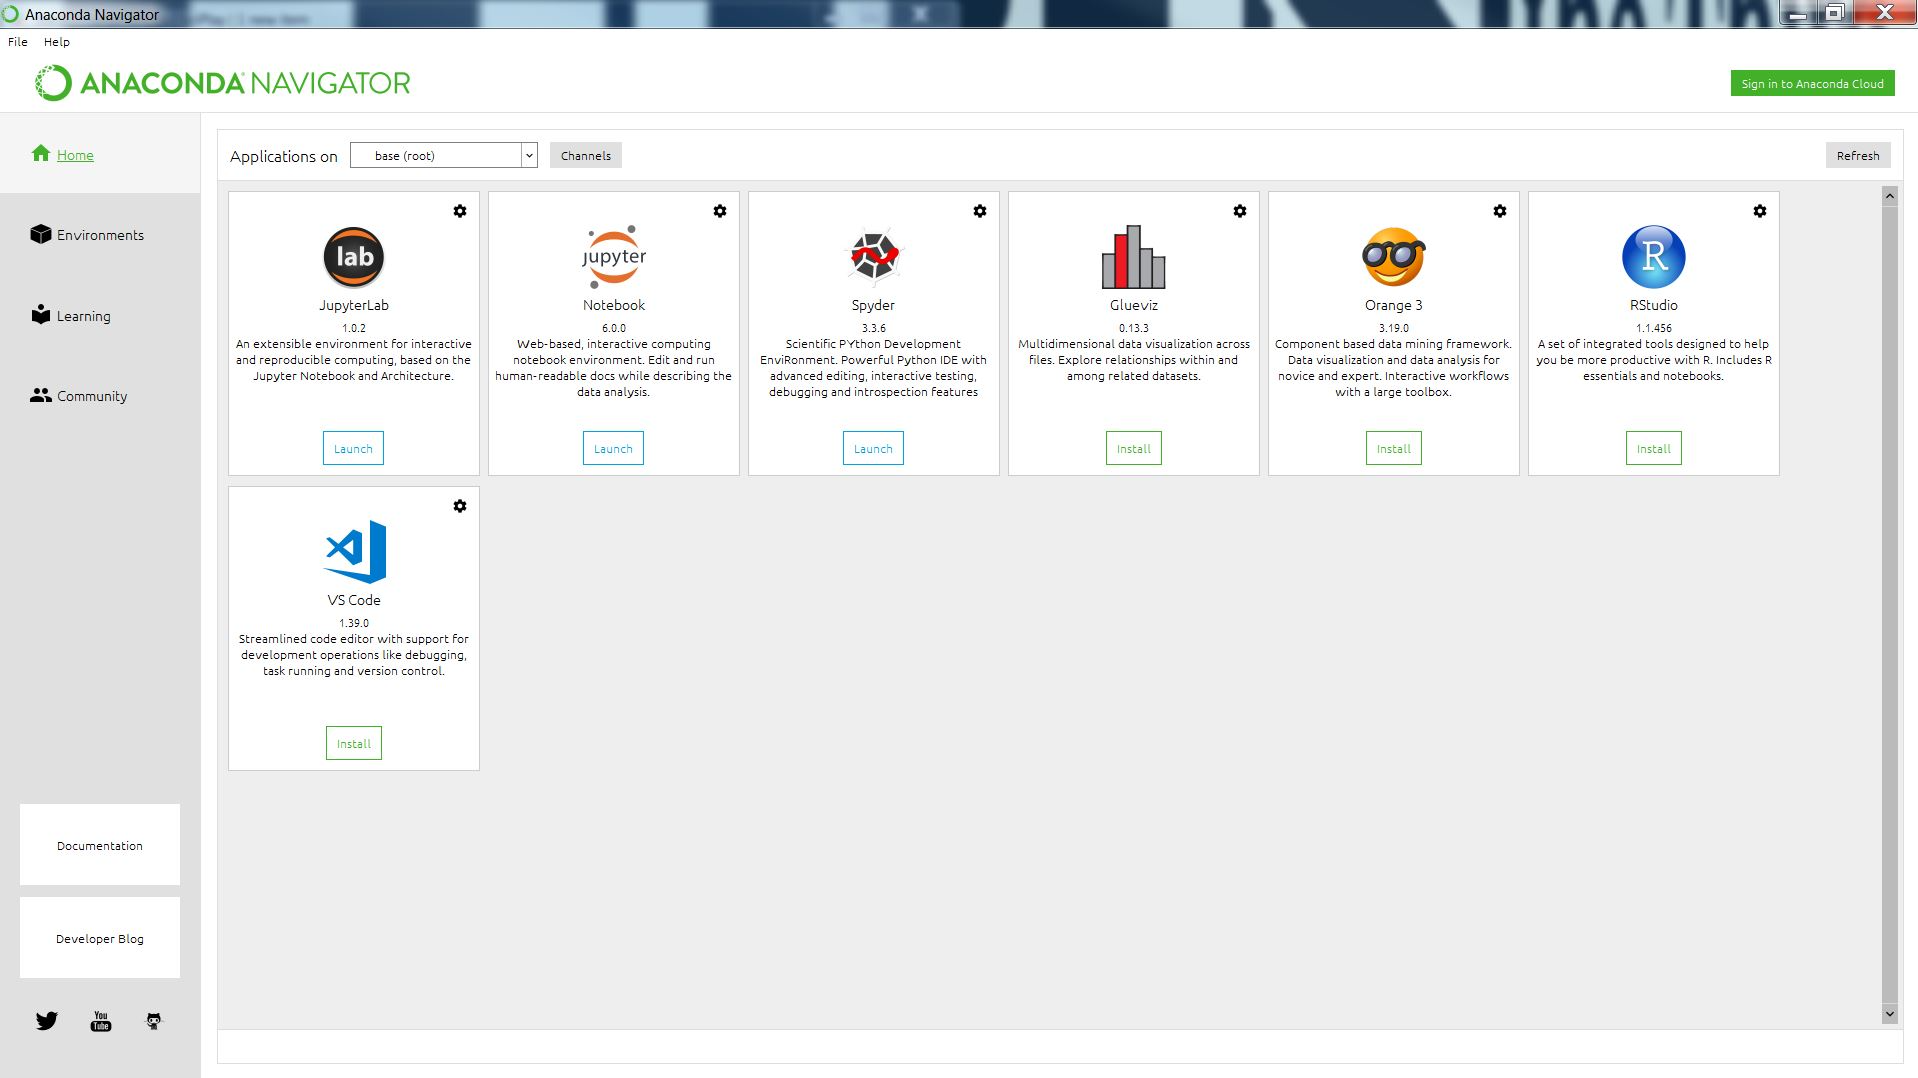 Anaconda Navigator
File Help
ANACONDA NAVIGATOR
Sign in to Anaconda Cloud
Home
Environments
Learning
Community
Documentation
Developer Blog
You
Tube
Applications on base (root) Channels Refresh
lab
JupyterLab
1.0.2
An extensible environment for interactive
and reproducible computing, based on the
Jupyter Notebook and Architecture.
Launch
jupyter
Notebook
6.0.0
Web-based, interactive computing
notebook environment. Edit and run
human-readable docs while describing the
data analysis.
Launch
Spyder
3.3.6
Scientific PYthon Development
EnviRonment. Powerful Python IDE with
advanced editing, interactive testing,
debugging and introspection features
Launch
Glueviz
0.13.3
Multidimensional data visualization across
files. Explore relationships within and
among related datasets.
Install
Orange 3
3.19.0
Component based data mining framework.
Data visualization and data analysis for
novice and expert. Interactive workflows
with a large toolbox.
Install
R
RStudio
1.1.456
A set of integrated tools designed to help
you be more productive with R. Includes R
essentials and notebooks.
Install
VS Code
1.39.0
Streamlined code editor with support for
development operations like debugging,
task running and version control.
Install